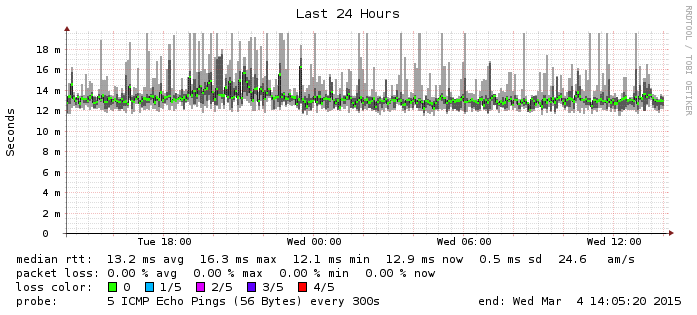 Last 24 Hours
RRDTOOL / TOBI OETIKER
Seconds
18 m
16 m
14 m
12 m
10 m
8 m
6 m
4 m
2 m
0
Tue 18:00 Wed 00:00 Wed 06:00 Wed 12:00
median rtt: 13.2 ms avg 16.3 ms max 12.1 ms min 12.9 ms now 0.5 ms sd 24.6 am/s
packet loss: 0.00 % avg 0.00 % max 0.00 % min 0.00 % now
loss color: 0 1/5 2/5 3/5 4/5
probe: 5 ICMP Echo Pings (56 Bytes) every 300s end: Wed Mar 4 14:05:20 2015